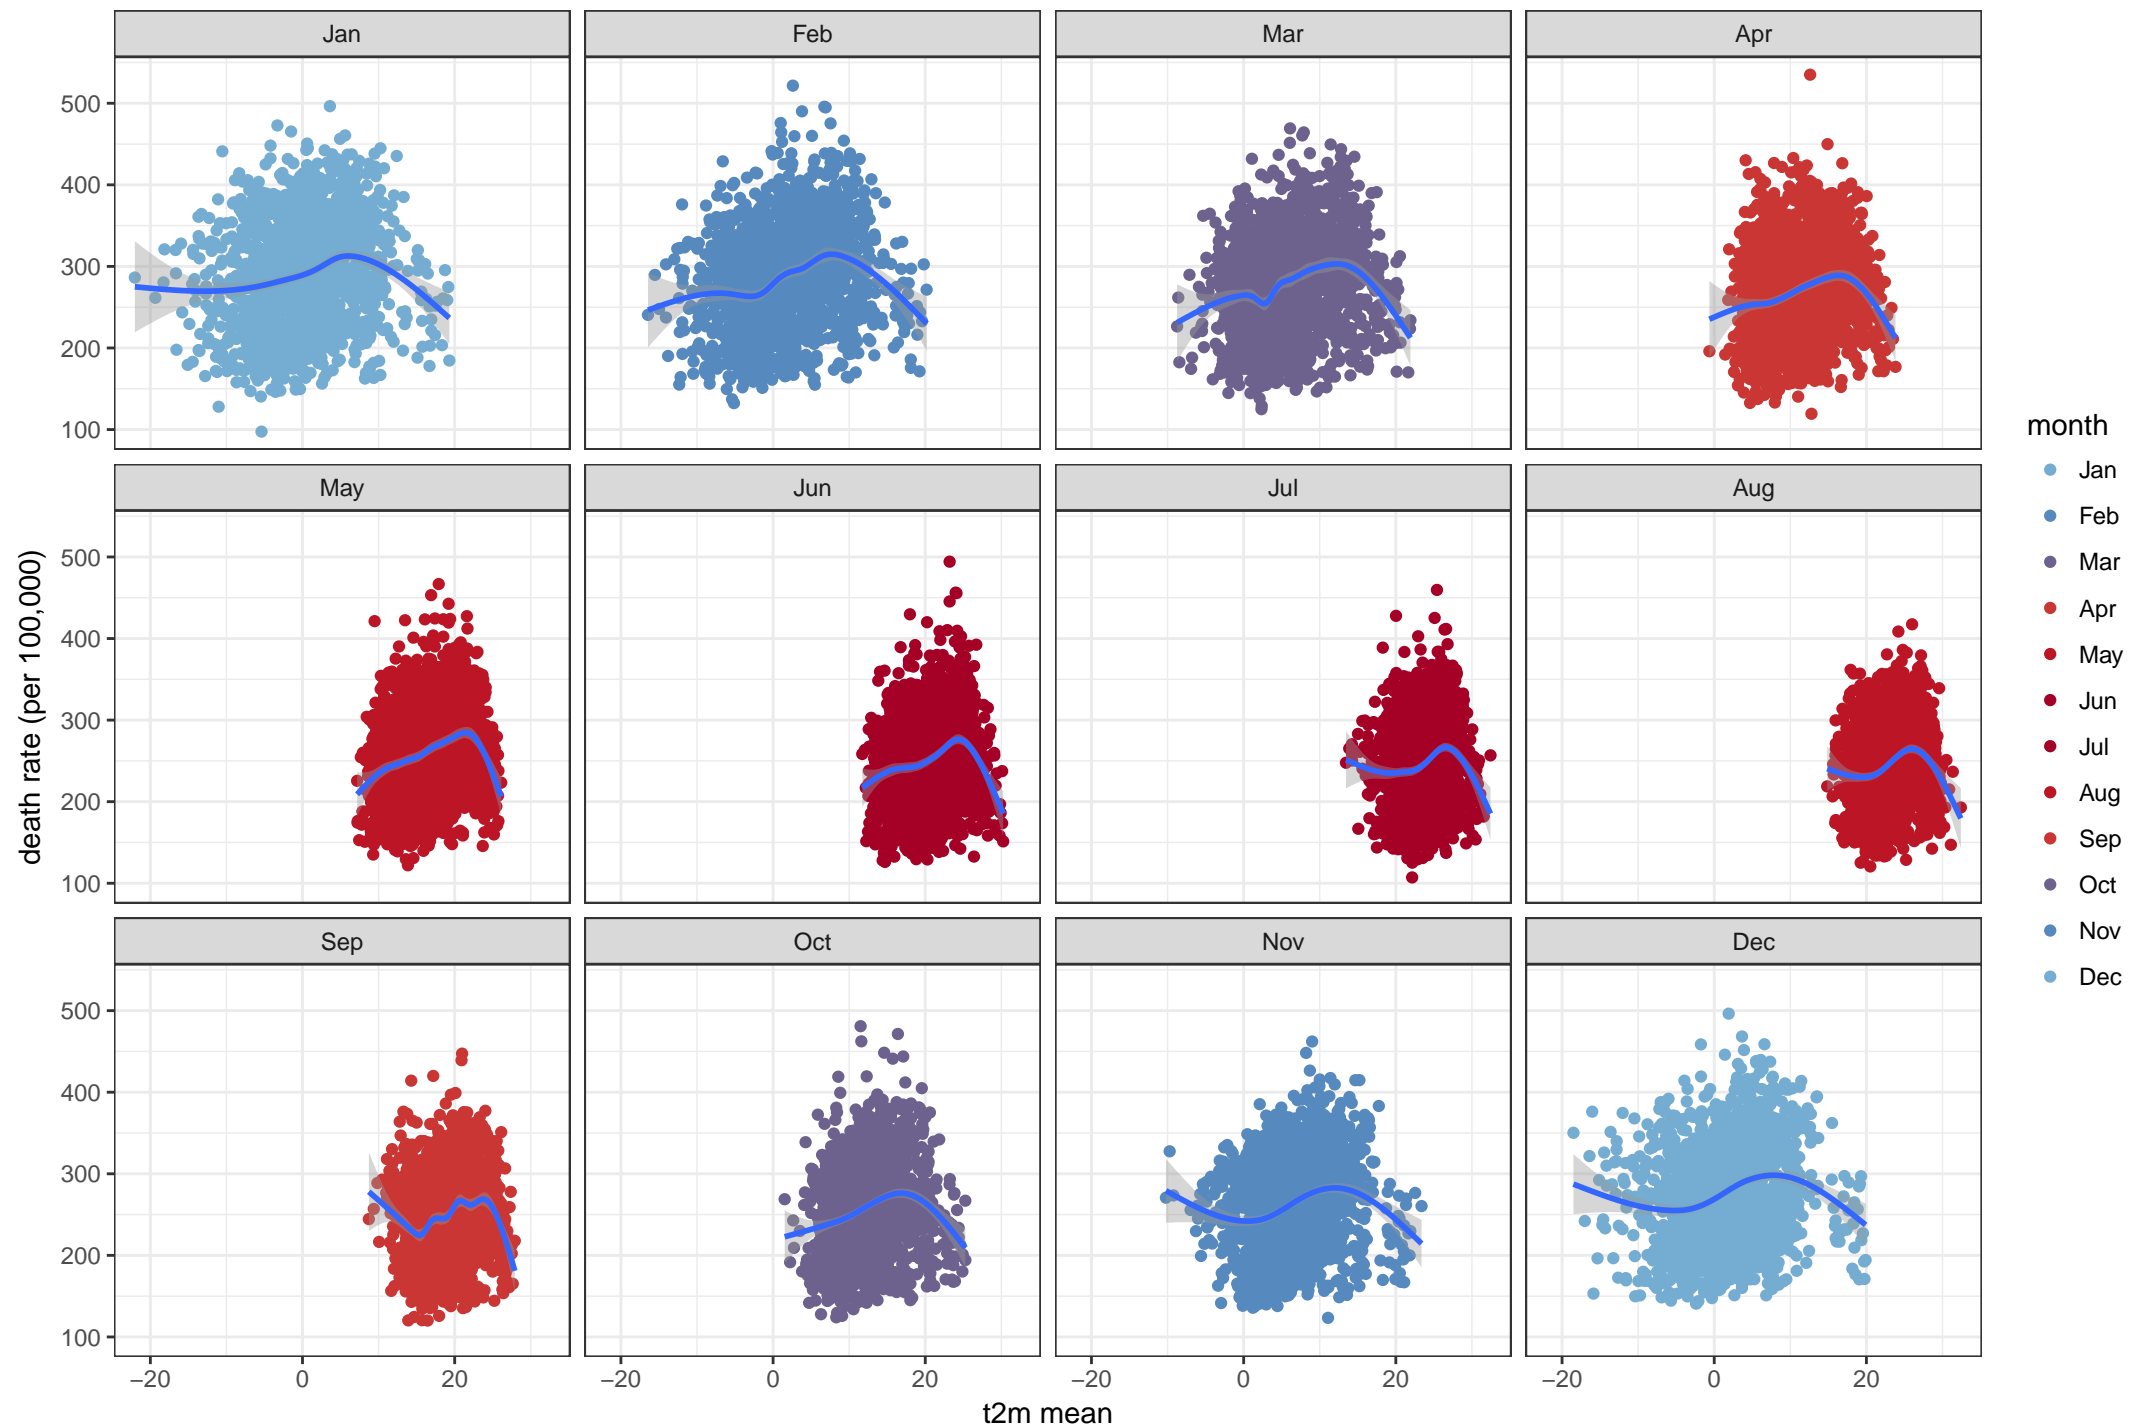 Jan Feb Mar Apr
500
400
300
200
100
May Jun Jul Aug
500
400
300
200
100
Sep Oct Nov Dec
500
400
300
200
100
−20 0 20 −20 0 20 −20 0 20 −20 0 20
t2m mean
death rate (per 100,000)
month
Jan
Feb
Mar
Apr
May
Jun
Jul
Aug
Sep
Oct
Nov
Dec